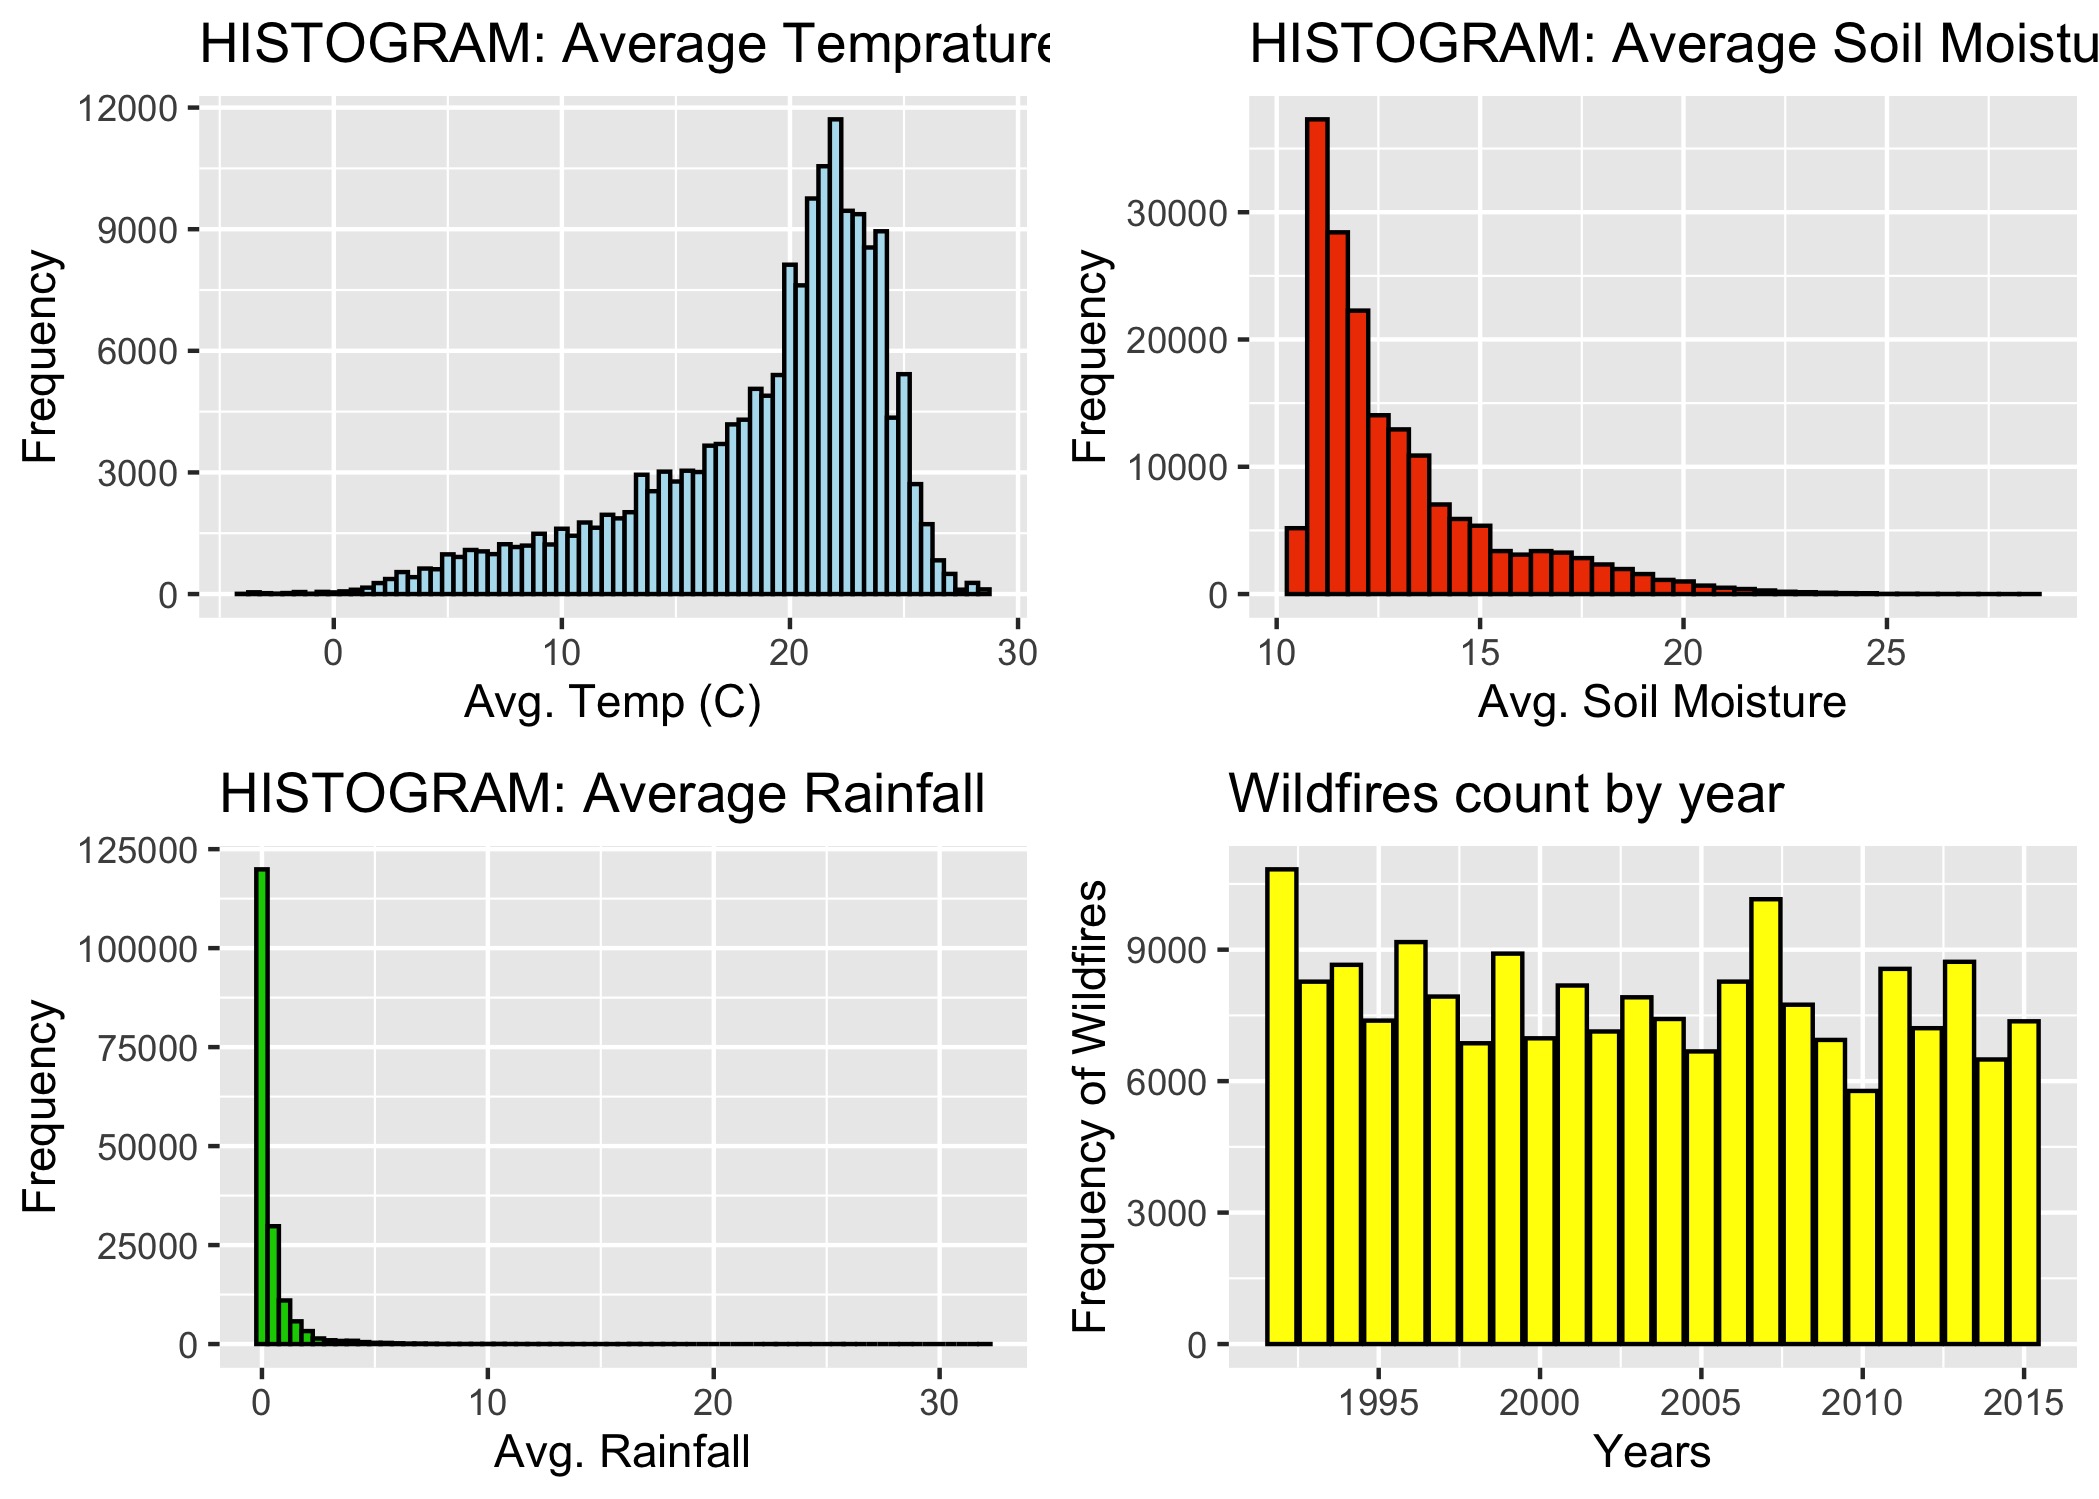 HISTOGRAM: Average Temprature
12000
9000
6000
3000
0
Frequency
0 10 20 30
Avg. Temp (C)
HISTOGRAM: Average Soil Moistu
30000
20000
10000
0
Frequency
10 15 20 25
Avg. Soil Moisture
HISTOGRAM: Average Rainfall
125000
100000
75000
50000
25000
0
Frequency
0 10 20 30
Avg. Rainfall
Wildfires count by year
9000
6000
3000
0
Frequency of Wildfires
1995 2000 2005 2010 2015
Years